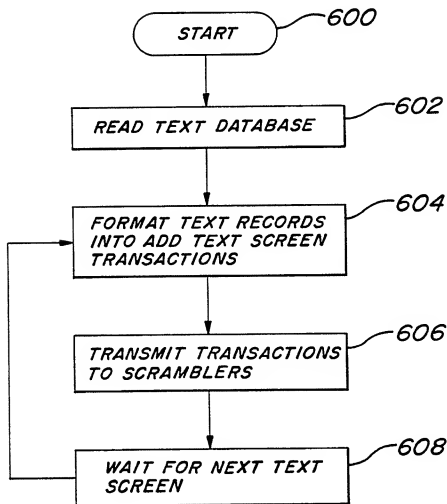 START
600
READ TEXT DATABASE
602
FORMAT TEXT RECORDS
INTO ADD TEXT SCREEN
TRANSACTIONS
604
TRANSMIT TRANSACTIONS
TO SCRAMBLERS
606
WAIT FOR NEXT TEXT
SCREEN
608